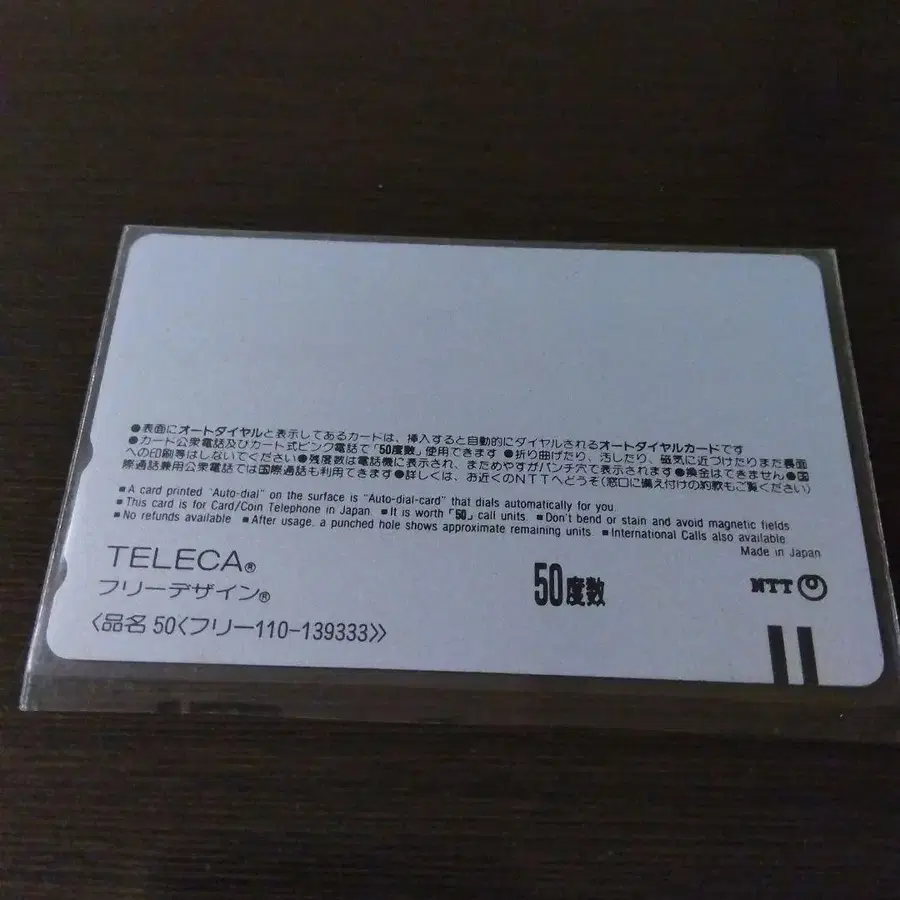 ●表面にオートダイヤルと表示してあるカードは、挿入すると自動的にダイヤルされるオートダイヤルカードです
●カード公衆電話及びカード式ピンク電話で「50度数」使用できます ●折り曲げたり、汚したり、磁気に近づけたりまた表面
への印刷等はしないでください●残度数は電話機に表示され、まためやすがパンチ穴で表示されます●換金はできません●国
際通話兼用公衆電話では国際通話も利用できます●詳しくは、お近くのNTTへどうぞ(窓口に備え付けの約款もご覧ください)
■A card printed "Auto-dial" on the surface is "Auto-dial-card" that dials automatically for you.
■This card is for Card/Coin Telephone in Japan. ■It is worth「50」call units. ■Don't bend or stain and avoid magnetic fields.
■No refunds available. ■After usage, a punched hole shows approximate remaining units. ■International Calls also available.
Made in Japan
TELECA®
フリーデザイン®
50度数
NTT
〈品名 50〈フリー110-139333〉〉